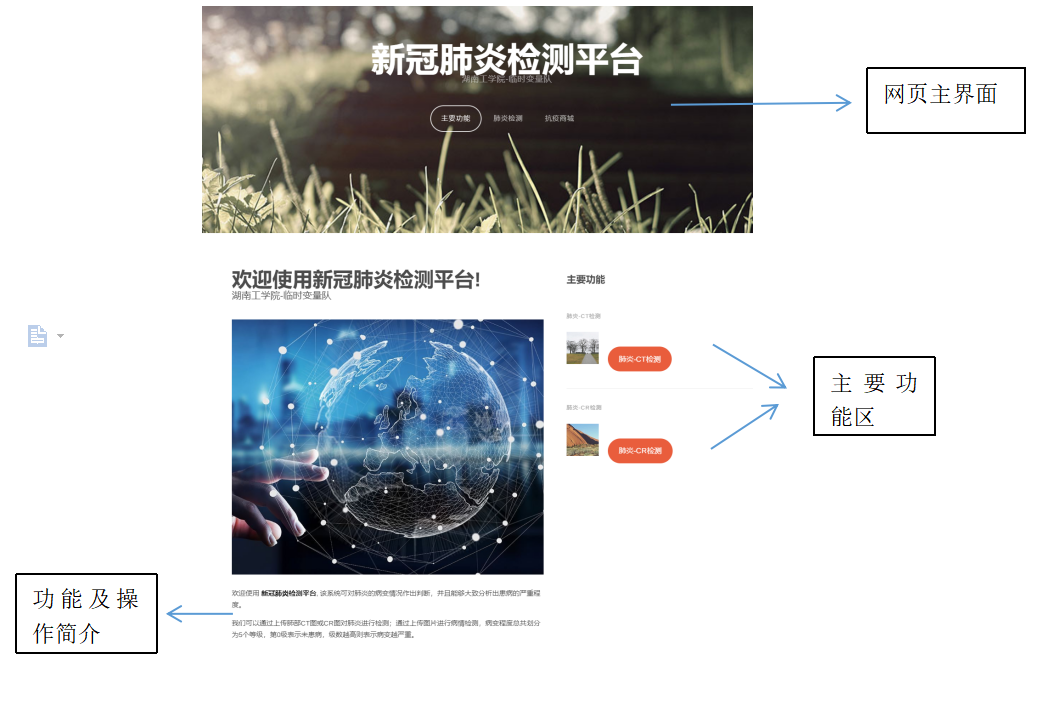 新冠肺炎检测平台
湖南工学院-临时变量队
主要功能 肺炎检测 抗疫商城
网页主界面
欢迎使用新冠肺炎检测平台!
湖南工学院-临时变量队
主要功能
肺炎-CT检测
肺炎-CT检测
肺炎-CR检测
肺炎-CR检测
主要功
能区
欢迎使用 新冠肺炎检测平台, 该系统可对肺炎的病变情况作出判断，并且能够大致分析出患病的严重程
度。
我们可以通过上传肺部CT图或CR图对肺炎进行检测；通过上传图片进行病情检测，病变程度总共划分
为5个等级，第0级表示未患病，级数越高则表示病变越严重。
功能及操
作简介